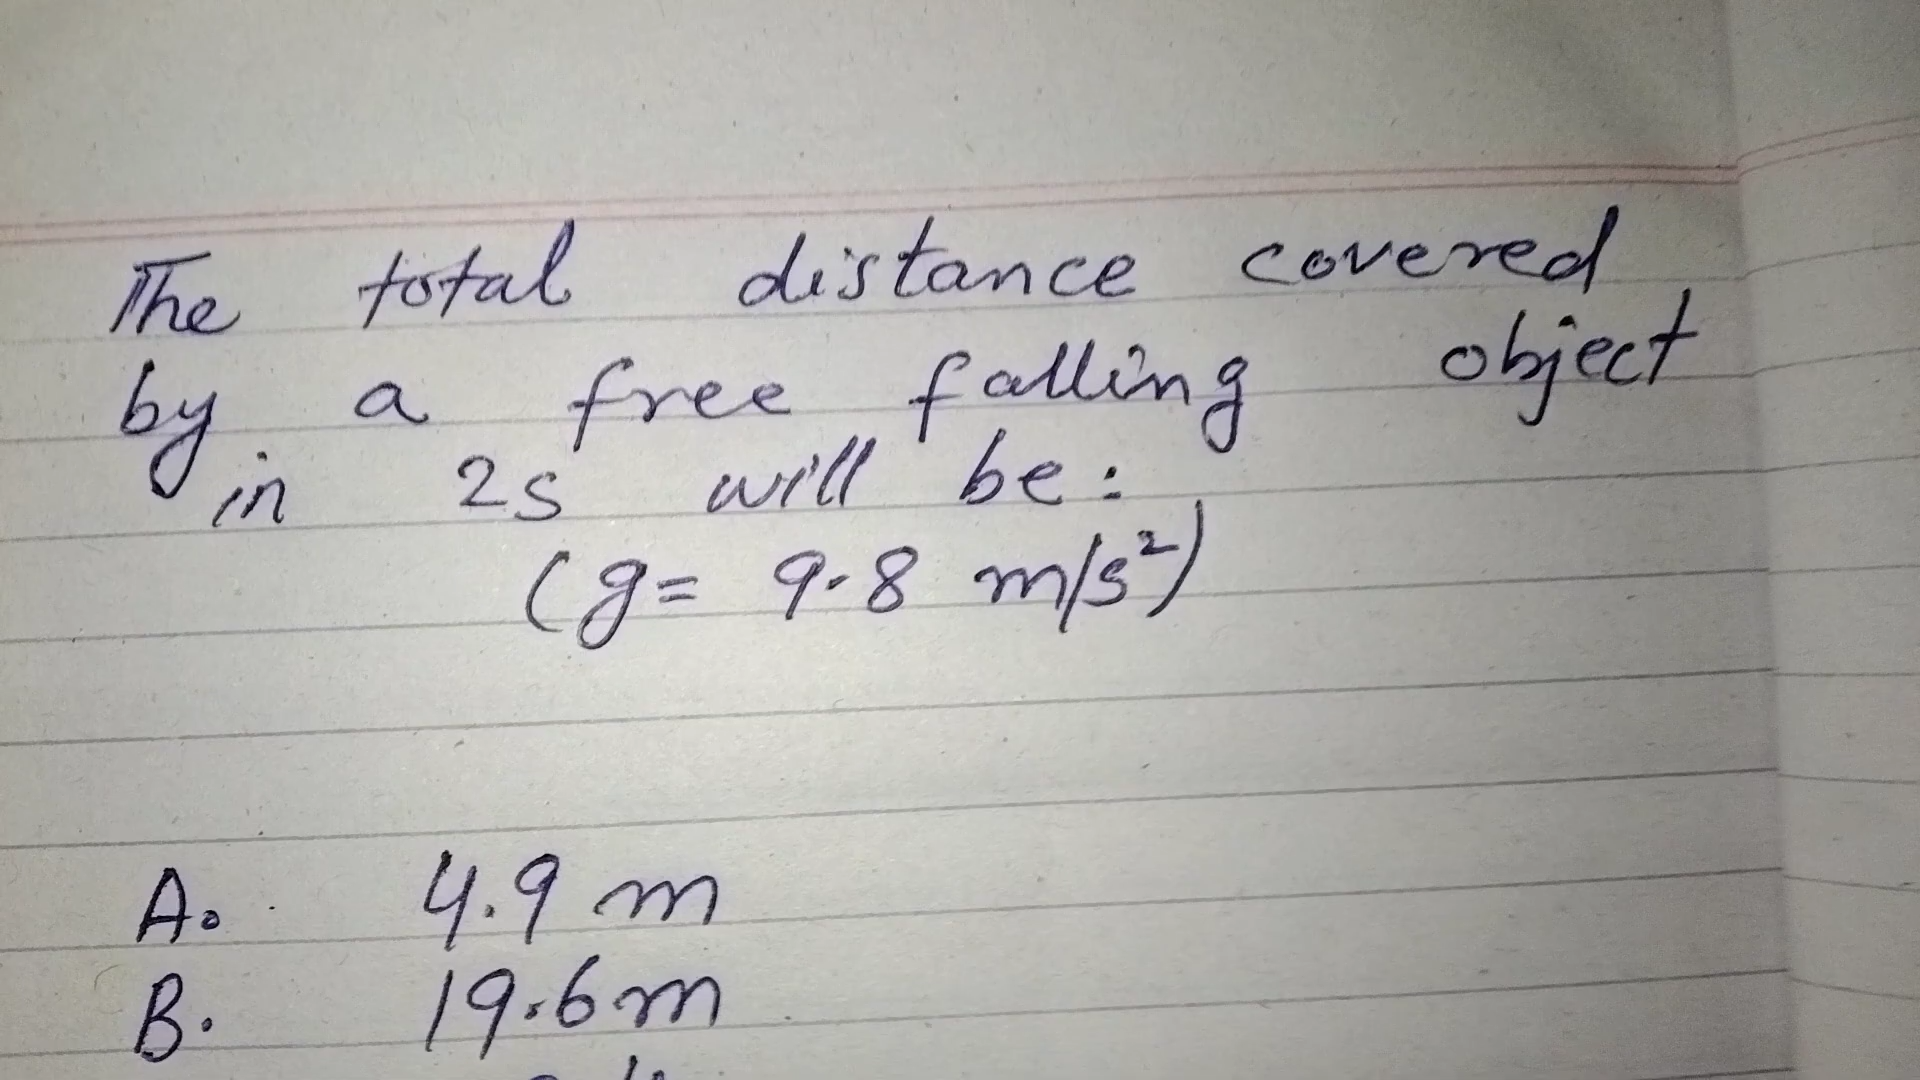 The total distance covered
by a free falling object
in 2s will be:
(g= 9.8 m/s²)
A. 4.9 m
B. 19.6m